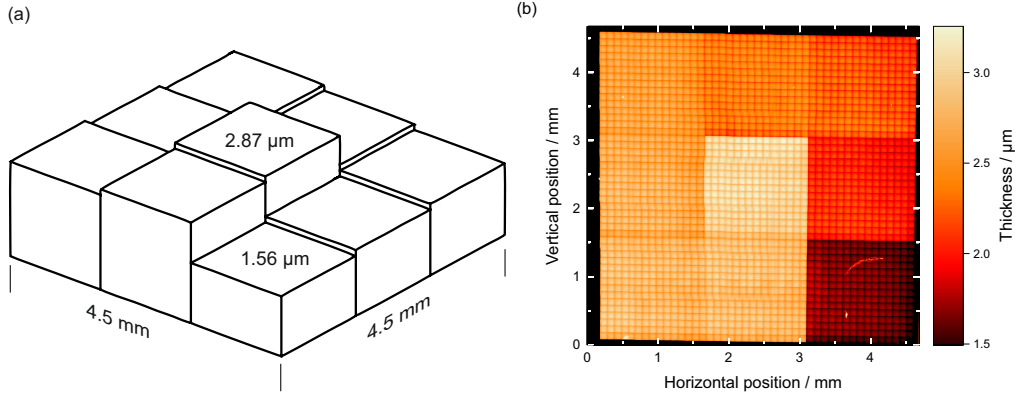 (a)
2.87 µm
1.56 µm
4.5 mm
4.5 mm
(b)
Vertical position / mm
4
3
2
1
0
0
1
2
3
4
Horizontal position / mm
3.0
2.5
2.0
1.5
Thickness / µm